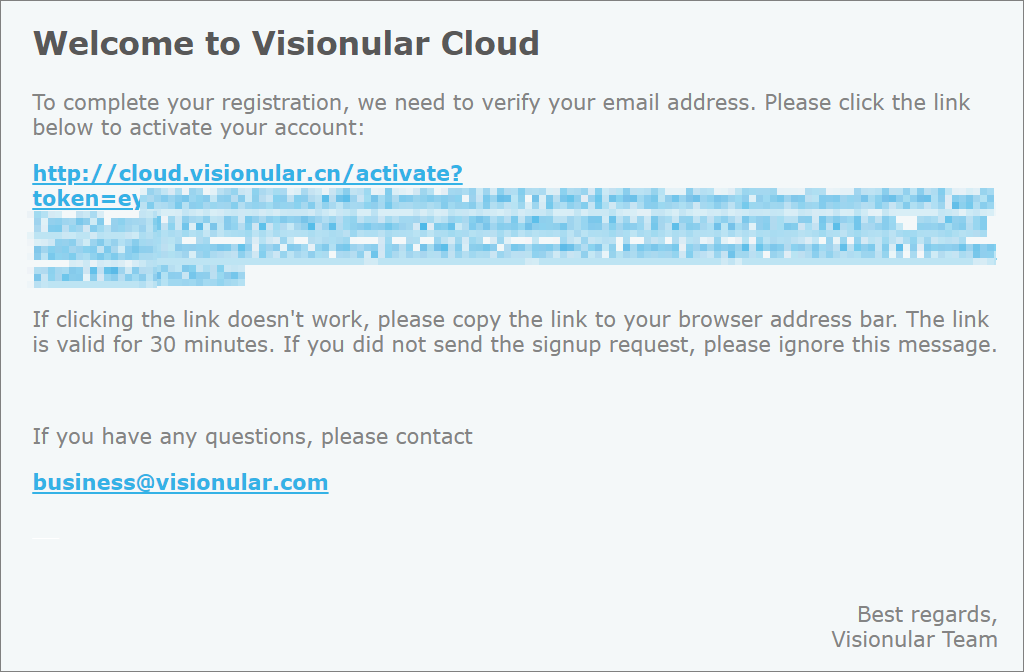 Welcome to Visionular Cloud
To complete your registration, we need to verify your email address. Please click the link
below to activate your account:
http://cloud.visionular.cn/activate?
token=ey
If clicking the link doesn't work, please copy the link to your browser address bar. The link
is valid for 30 minutes. If you did not send the signup request, please ignore this message.
If you have any questions, please contact
business@visionular.com
Best regards,
Visionular Team